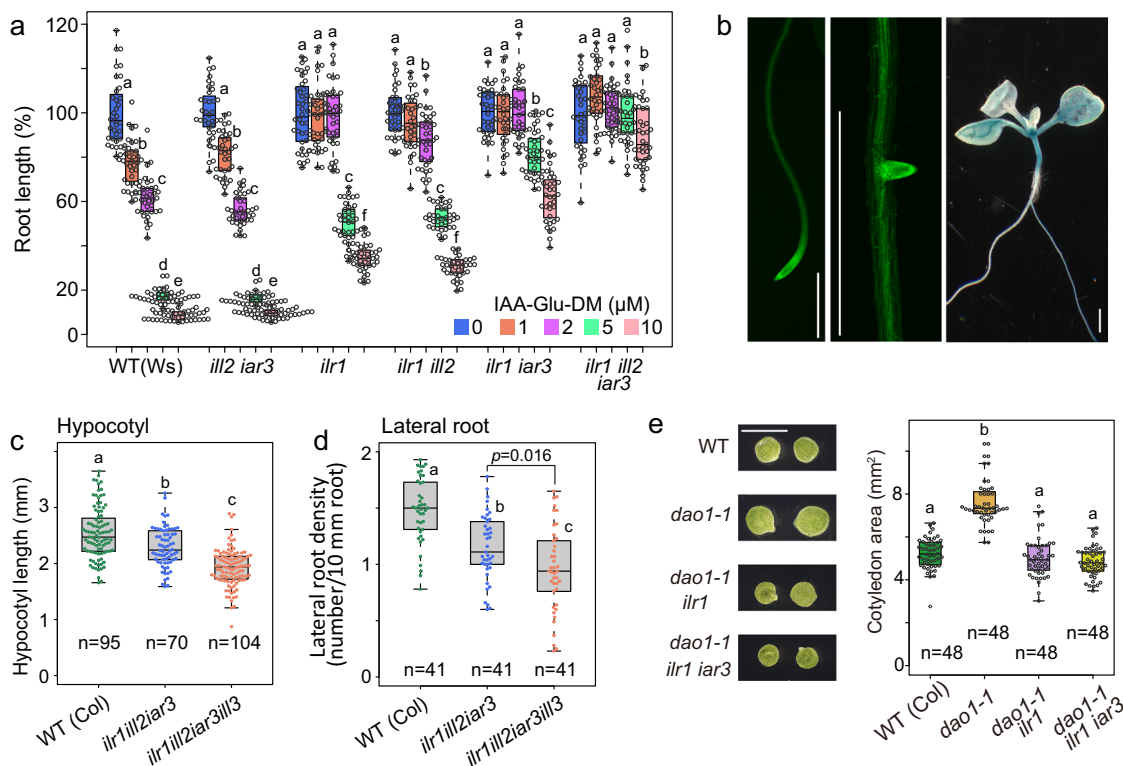 a
Root length (%)
120
100
60
20
0
a
b
c
d
e
a
b
c
d
e
a
a
a
c
f
a
a
b
c
f
a
a
a
b
c
a
a
a
a
b
IAA-Glu-DM (μM)
0 1 2 5 10
WT(Ws)
ill2 iar3
ilr1
ilr1 ill2
ilr1 iar3
ilr1 ill2
iar3
b
c
Hypocotyl
Hypocotyl length (mm)
4
3
2
1
0
a
b
c
n=95
n=70
n=104
WT (Col)
ilr1ill2iar3
ilr1ill2iar3ill3
d
Lateral root
Lateral root density
(number/10 mm root)
2
1
0
p=0.016
a
b
c
n=41
n=41
n=41
WT (Col)
ilr1ill2iar3
ilr1ill2iar3ill3
e
WT
dao1-1
dao1-1
ilr1
dao1-1
ilr1 iar3
Cotyledon area (mm²)
8
4
0
a
b
a
a
n=48
n=48
n=48
n=48
WT (Col)
dao1-1
dao1-1
ilr1
dao1-1
ilr1 iar3